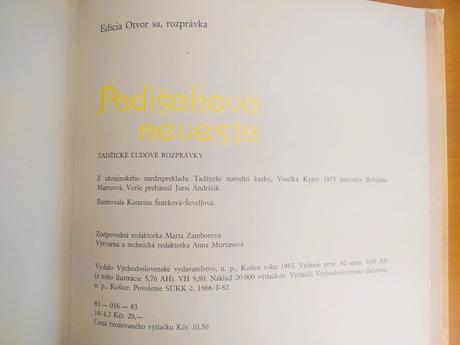 Edícia Otvor sa, rozprávka
Padišahova
nevesta
TADŽICKÉ ĽUDOVÉ ROZPRÁVKY
Z ukrajinského medziprekladu Tadžycki narodni kazky, Veselka Kyjev 1975 preložila Bohdana
Marecová. Verše prebásnil Juraj Andričík.
Ilustrovala Katarína Šuteková-Ševellová.
Zodpovedná redaktorka Marta Zamborová
Výtvarná a technická redaktorka Anna Murtinová
Vydalo Východoslovenské vydavateľstvo, n. p., Košice roku 1983. Vydanie prvé. 92 strán. 9,66 AH
(z toho ilustrácie 5,76 AH). VH 9,80. Náklad 20 000 výtlačkov. Vytlačili Východoslovenské tlačiarne,
n. p., Košice. Povolenie SÚKK č. 1866/I-82.
83 — 016 — 83
14/4.2 Kčs 29,—
Cena brožovaného výtlačku Kčs 10,50